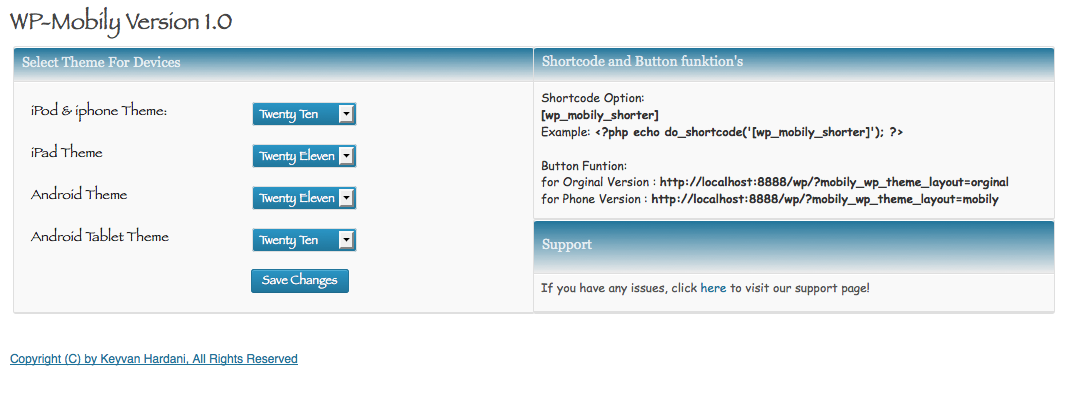 WP-Mobily Version 1.0
Select Theme For Devices
iPod & iphone Theme:
Twenty Ten
iPad Theme
Twenty Eleven
Android Theme
Twenty Eleven
Android Tablet Theme
Twenty Ten
Save Changes
Shortcode and Button funktion's
Shortcode Option:
[wp_mobily_shorter]
Example: <?php echo do_shortcode('[wp_mobily_shorter]'); ?>
Button Funtion:
for Orginal Version : http://localhost:8888/wp/?mobily_wp_theme_layout=orginal
for Phone Version : http://localhost:8888/wp/?mobily_wp_theme_layout=mobily
Support
If you have any issues, click here to visit our support page!
Copyright (C) by Keyvan Hardani, All Rights Reserved